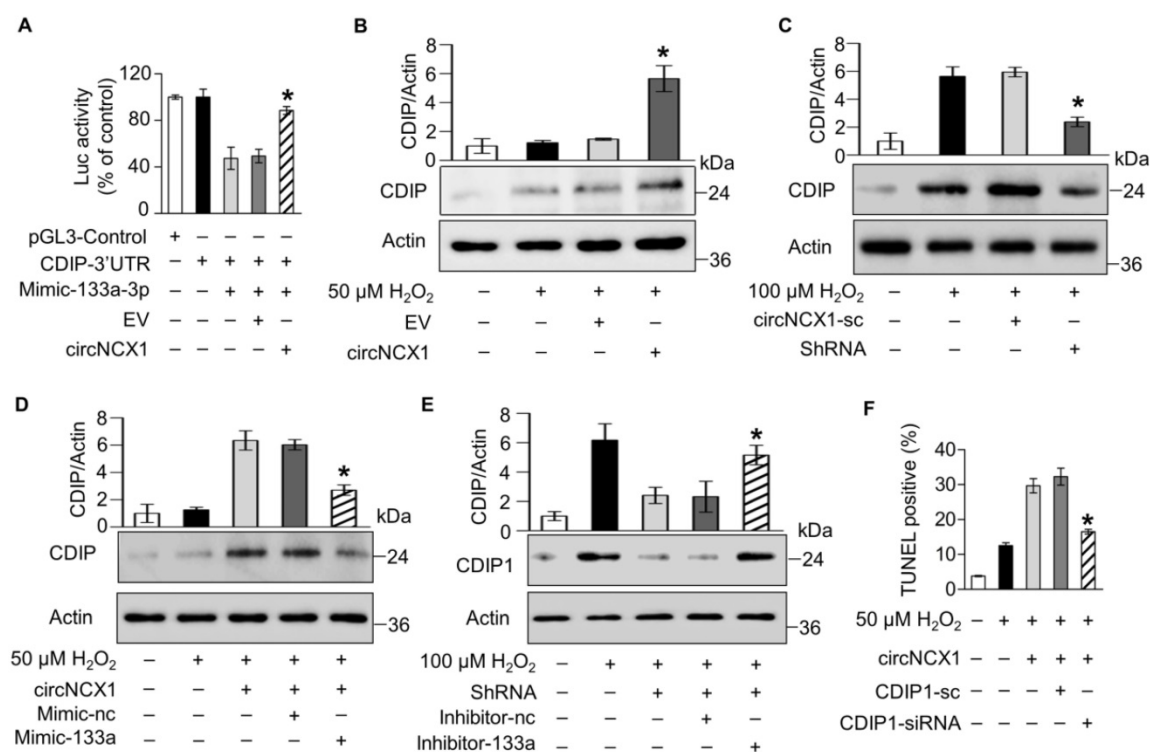 A
Luc activity
(% of control)
120
80
40
0
*
pGL3-Control + – – – –
CDIP-3'UTR – + + + +
Mimic-133a-3p – – + + +
EV – – – + –
circNCX1 – – – – +
B
CDIP/Actin
8
6
4
2
0
*
kDa
CDIP
24
Actin
36
50 µM H₂O₂ – + + +
EV – – + –
circNCX1 – – – +
C
CDIP/Actin
8
6
4
2
0
*
kDa
CDIP
24
Actin
36
100 µM H₂O₂ – + + +
circNCX1-sc – – + –
ShRNA – – – +
D
CDIP/Actin
8
6
4
2
0
*
kDa
CDIP
24
Actin
36
50 µM H₂O₂ – + + + +
circNCX1 – – + + +
Mimic-nc – – – + –
Mimic-133a – – – – +
E
CDIP/Actin
8
6
4
2
0
*
kDa
CDIP1
24
Actin
36
100 µM H₂O₂ – + + + +
ShRNA – – + + +
Inhibitor-nc – – – + –
Inhibitor-133a – – – – +
F
TUNEL positive (%)
40
30
20
10
0
*
50 µM H₂O₂ – + + + +
circNCX1 – – + + +
CDIP1-sc – – – + –
CDIP1-siRNA – – – – +